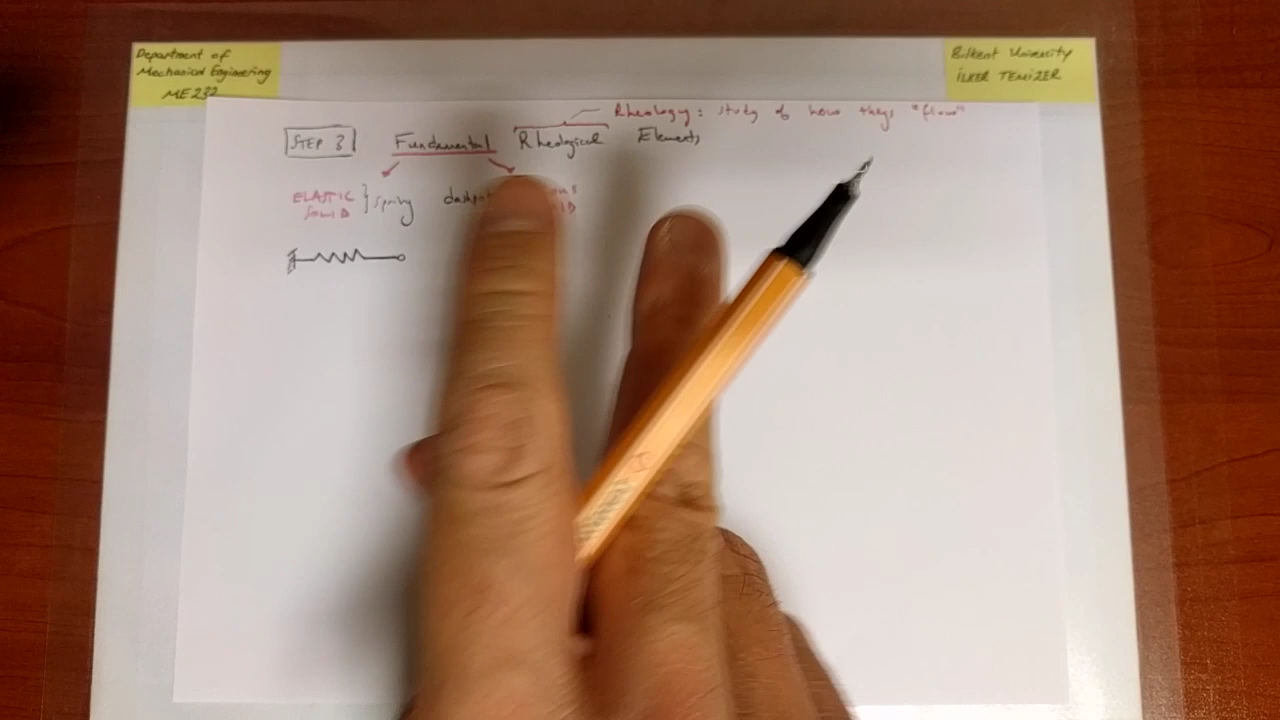 Department of
Mechanical Engineering
ME232
Bilkent University
İLKER TEMİZER
Rheology: study of how things "flow"
STEP 3 Fundamental Rheological Elements
ELASTIC
SOLID
spring